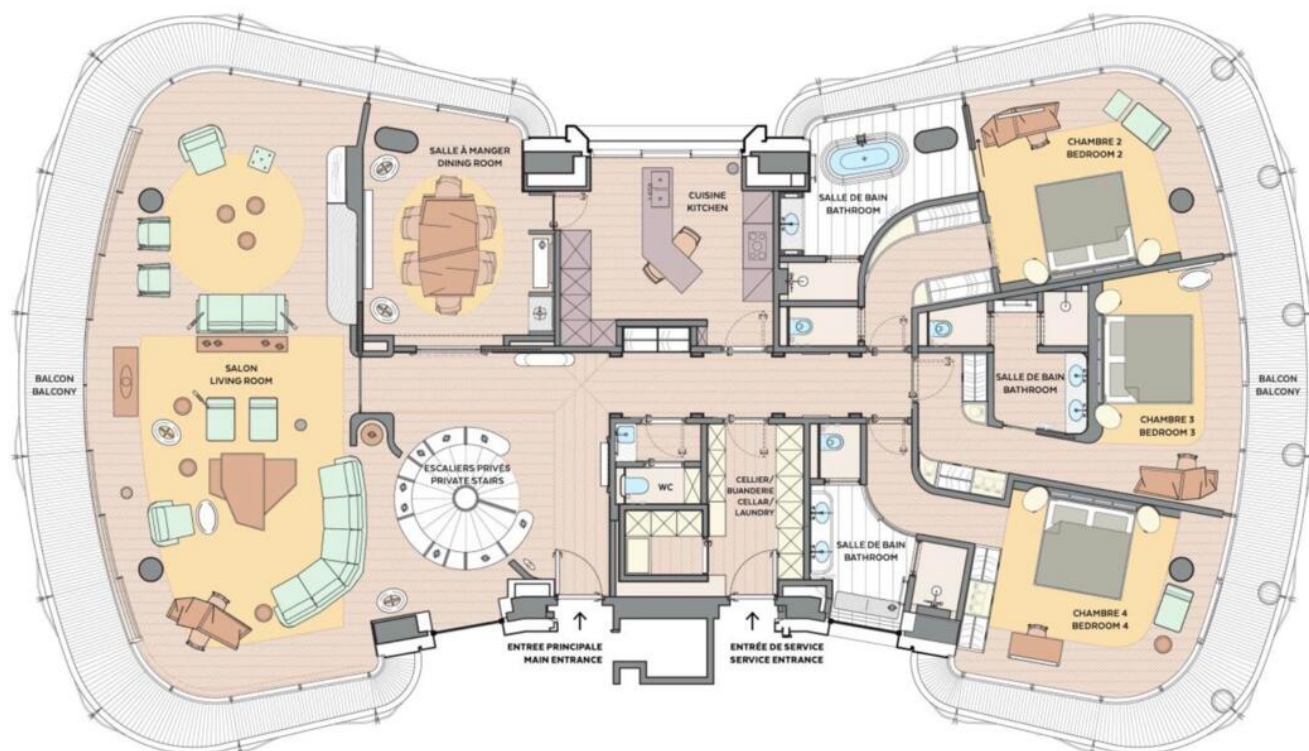 SALLE À MANGER
DINING ROOM
CUISINE
KITCHEN
SALLE DE BAIN
BATHROOM
CHAMBRE 2
BEDROOM 2
BALCON
BALCONY
SALON
LIVING ROOM
SALLE DE BAIN
BATHROOM
CHAMBRE 3
BEDROOM 3
BALCON
BALCONY
ESCALIERS PRIVÉS
PRIVATE STAIRS
WC
CELLIER/
BUANDERIE
CELLAR/
LAUNDRY
SALLE DE BAIN
BATHROOM
CHAMBRE 4
BEDROOM 4
ENTREE PRINCIPALE
MAIN ENTRANCE
ENTRÉE DE SERVICE
SERVICE ENTRANCE